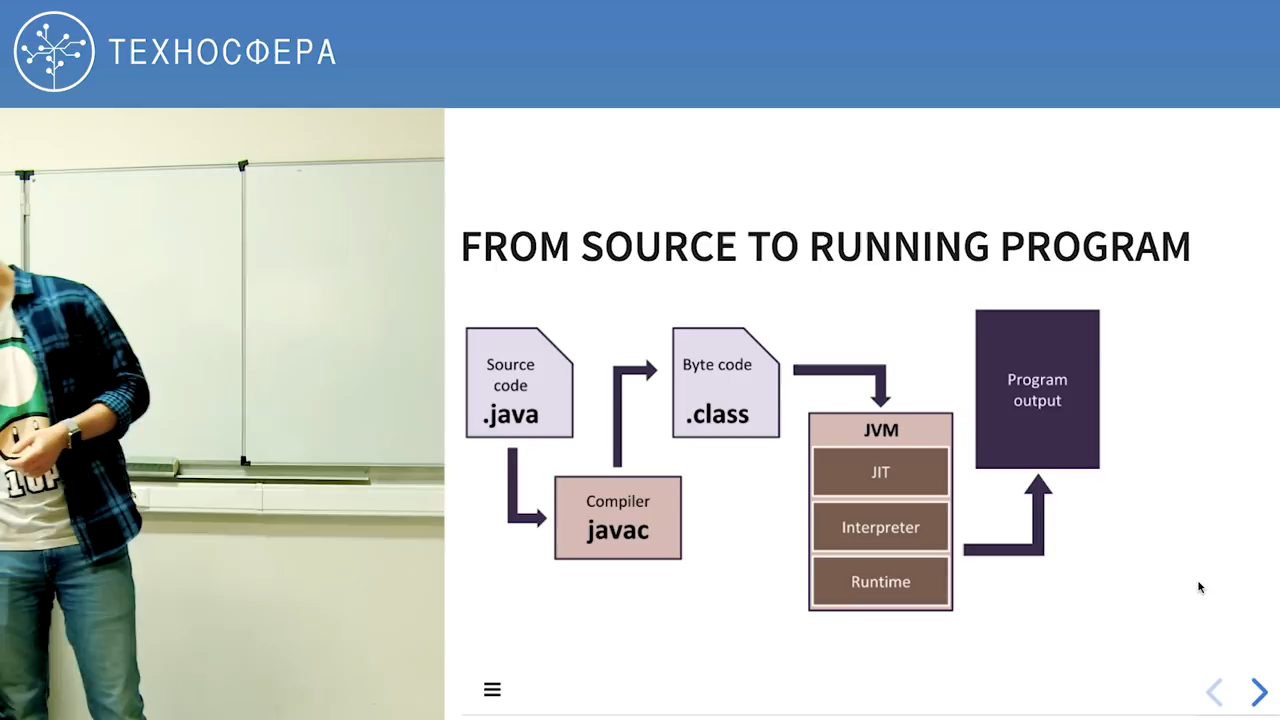 ТЕХНОСФЕРА
FROM SOURCE TO RUNNING PROGRAM
Source
code
.java
Compiler
javac
Byte code
.class
JVM
JIT
Interpreter
Runtime
Program
output
1UP